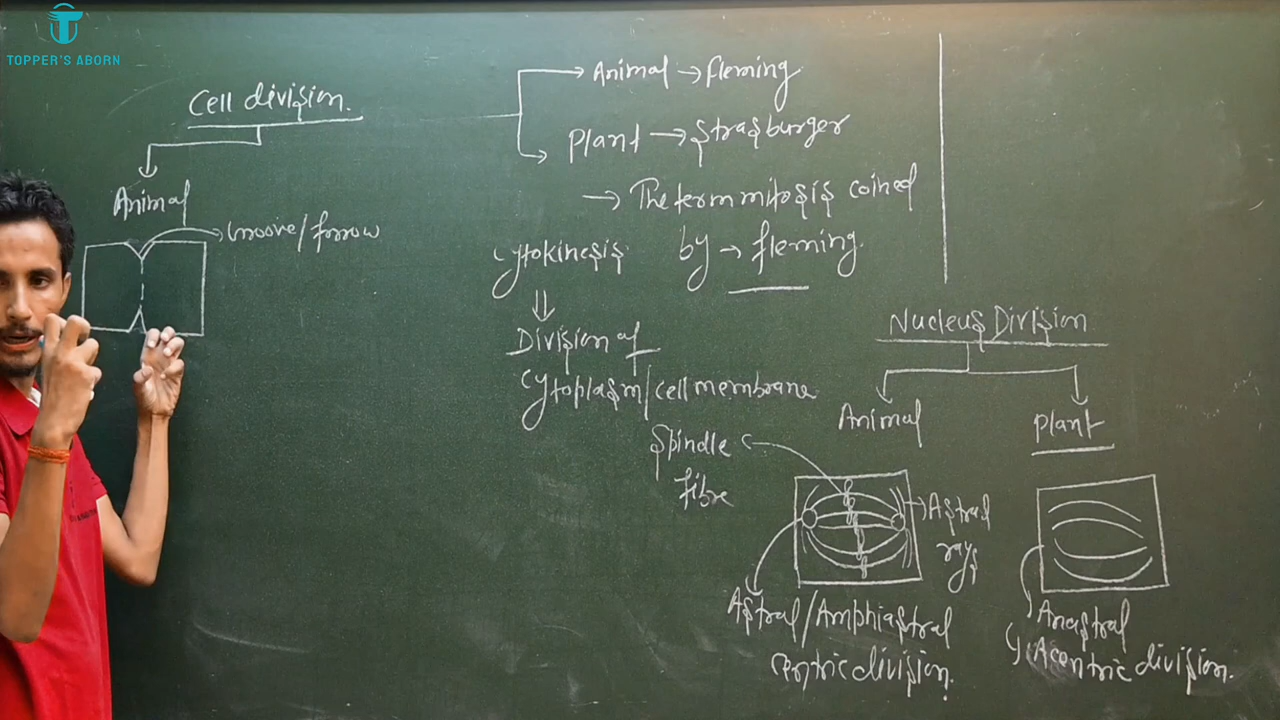 TOPPER'S ABORN
Cell division.
Animal
Groove/forrow
Animal → fleming
Plant → Strasburger
→ The term mitosis coined
by → fleming.
Cytokinesis
Division of
Cytoplasm/cell membrane
Nucleus Division
Animal
Plant
Spindle
fibre
Astral
rays
Astral/Amphiastral
centric division.
Anastral
Acentric division.